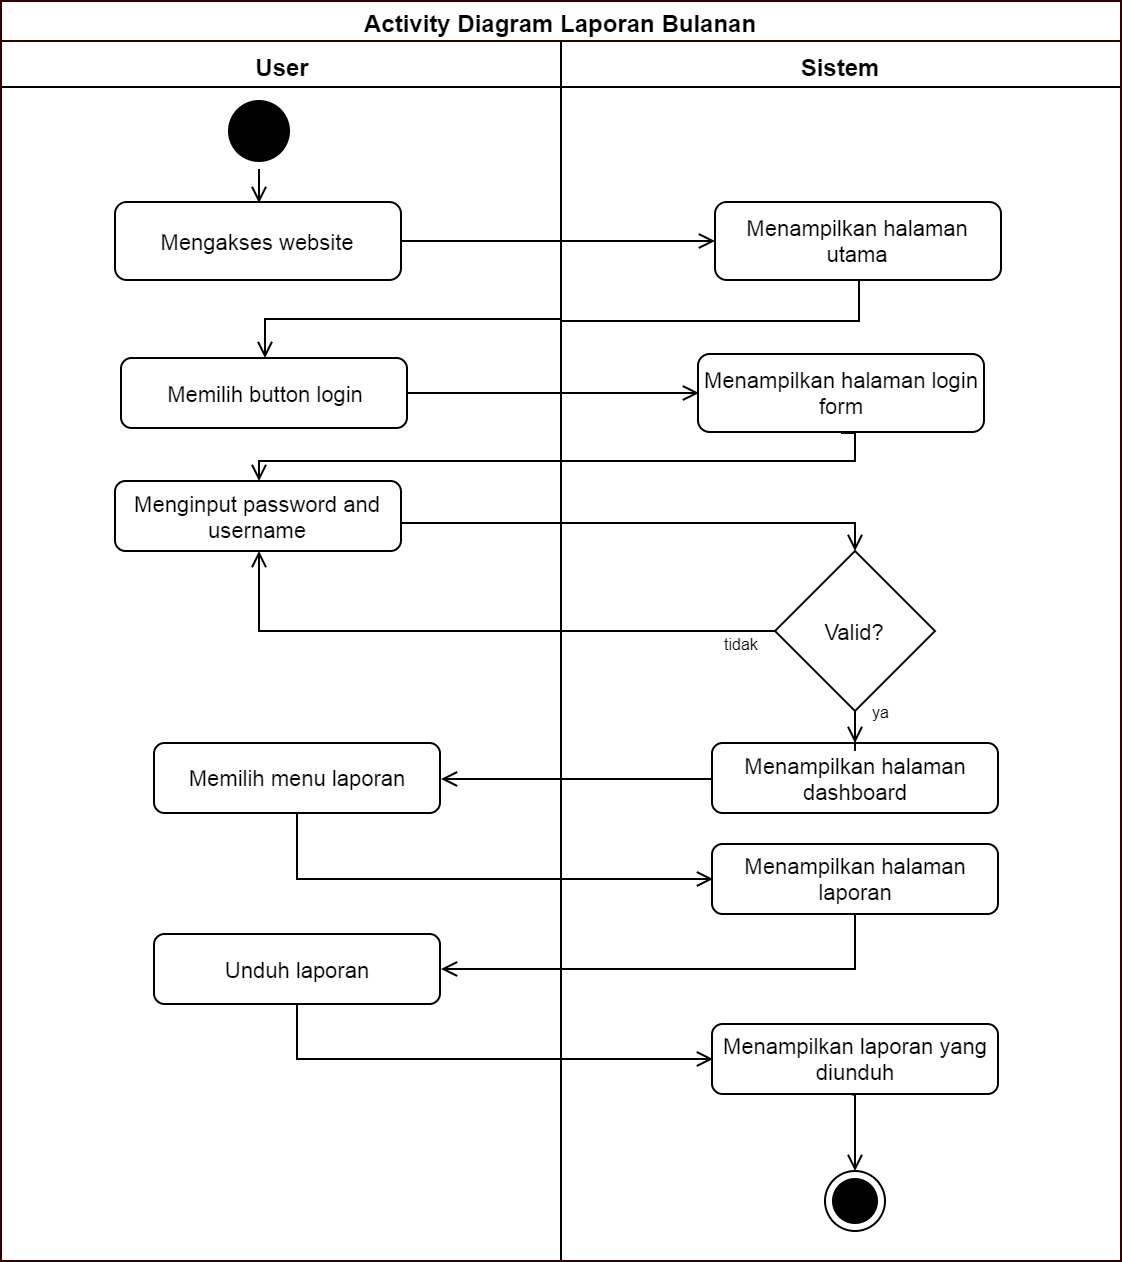 Activity Diagram Laporan Bulanan
User
Sistem
Mengakses website
Menampilkan halaman
utama
Memilih button login
Menampilkan halaman login
form
Menginput password and
username
Valid?
tidak
ya
Memilih menu laporan
Menampilkan halaman
dashboard
Menampilkan halaman
laporan
Unduh laporan
Menampilkan laporan yang
diunduh